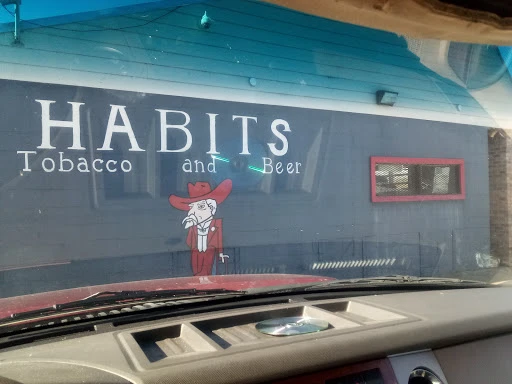 HABITS
Tobacco and Beer